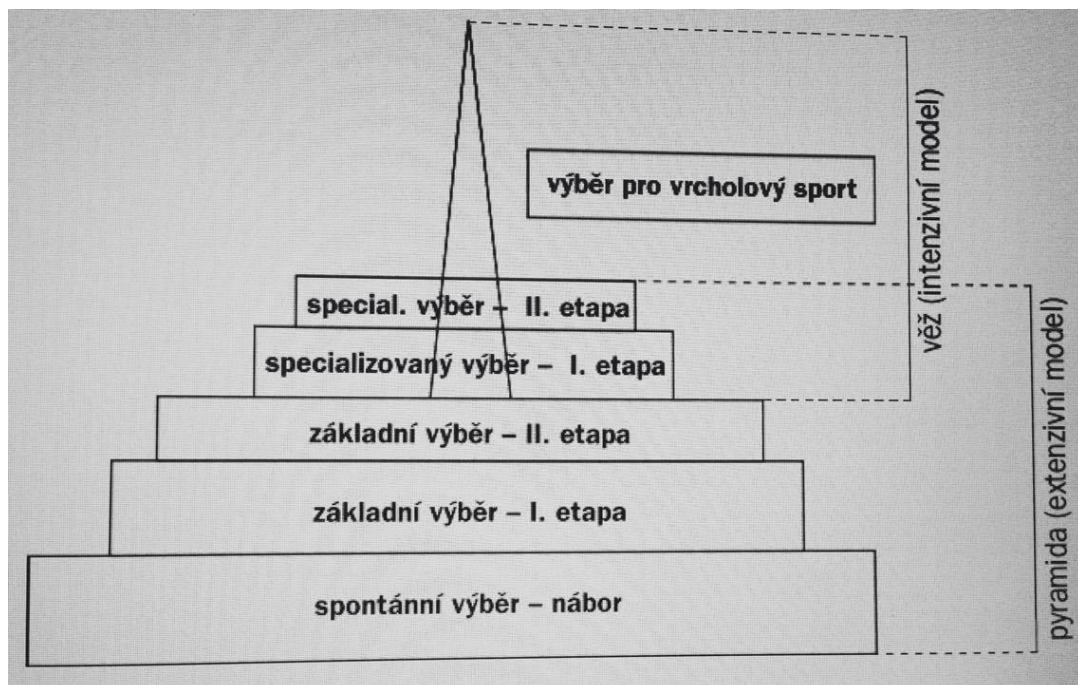 výběr pro vrcholový sport
special. výběr – II. etapa
specializovaný výběr – I. etapa
základní výběr – II. etapa
základní výběr – I. etapa
spontánní výběr – nábor
věž (intenzivní model)
pyramida (extenzivní model)